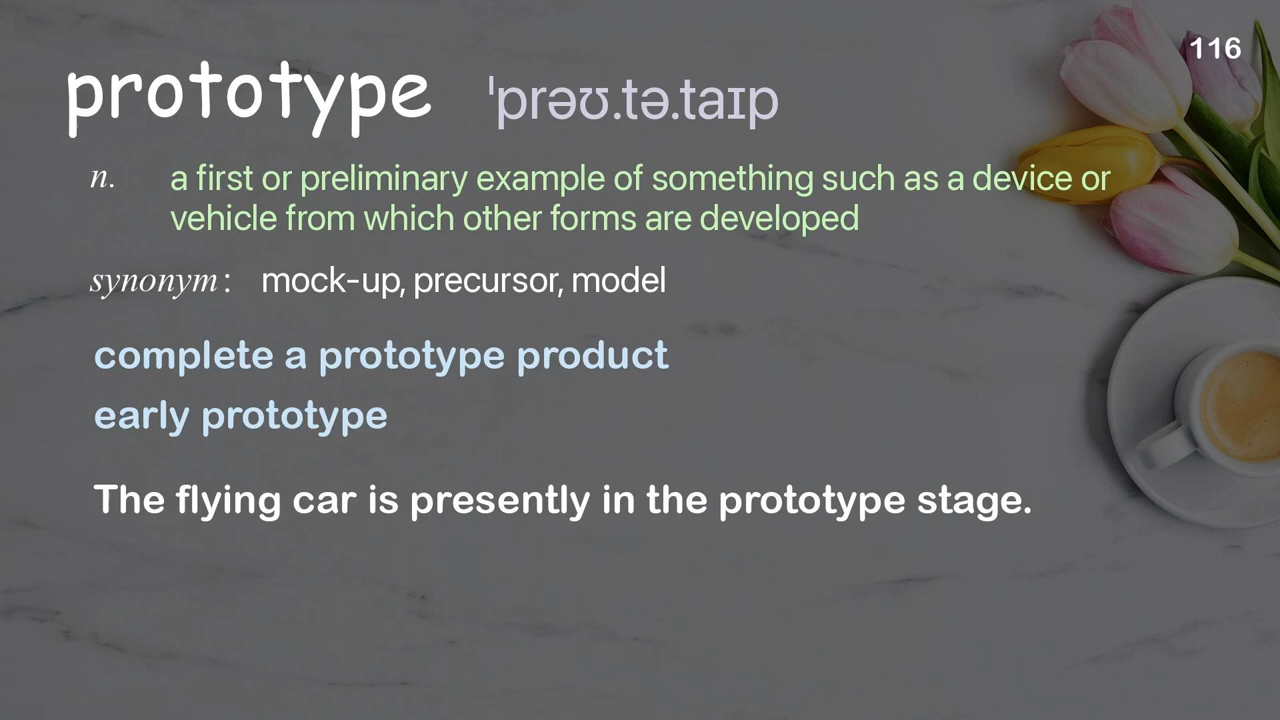 116
prototype ˈprəʊ.tə.taɪp
n. a first or preliminary example of something such as a device or
vehicle from which other forms are developed
synonym: mock-up, precursor, model
complete a prototype product
early prototype
The flying car is presently in the prototype stage.